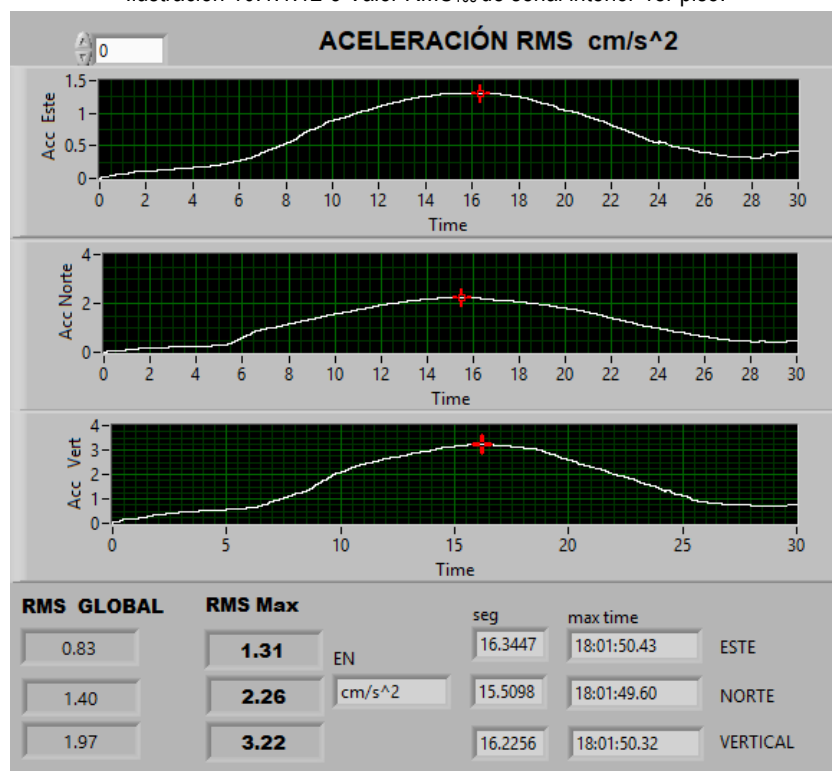 ACELERACIÓN RMS cm/s^2
0
Acc Este
1.5
1
0.5
0
0 2 4 6 8 10 12 14 16 18 20 22 24 26 28 30
Time
Acc Norte
4
2
0
0 2 4 6 8 10 12 14 16 18 20 22 24 26 28 30
Time
Acc Vert
4
3
2
1
0
0 5 10 15 20 25 30
Time
RMS GLOBAL RMS Max seg max time
0.83 1.31 EN 16.3447 18:01:50.43 ESTE
1.40 2.26 cm/s^2 15.5098 18:01:49.60 NORTE
1.97 3.22 16.2256 18:01:50.32 VERTICAL